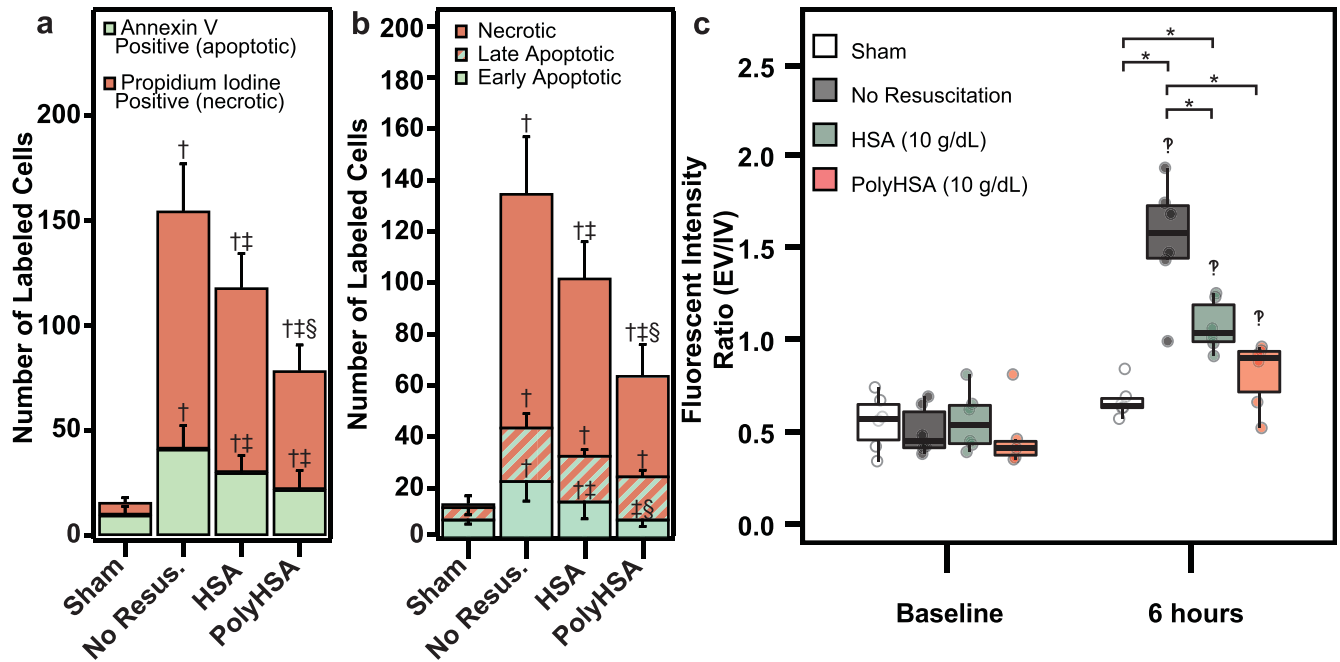 a
Annexin V
Positive (apoptotic)
Propidium Iodine
Positive (necrotic)
Number of Labeled Cells
200
150
100
50
0
†
†
†‡
†‡
†‡§
†‡
Sham
No Resus.
HSA
PolyHSA
b
Necrotic
Late Apoptotic
Early Apoptotic
Number of Labeled Cells
200
180
160
140
120
100
80
60
40
20
0
†
†
†
†‡
†
†‡
†‡§
†
‡§
Sham
No Resus.
HSA
PolyHSA
c
Sham
No Resuscitation
HSA (10 g/dL)
PolyHSA (10 g/dL)
Fluorescent Intensity
Ratio (EV/IV)
2.5
2.0
1.5
1.0
0.5
0.0
*
*
*
*
Baseline
6 hours